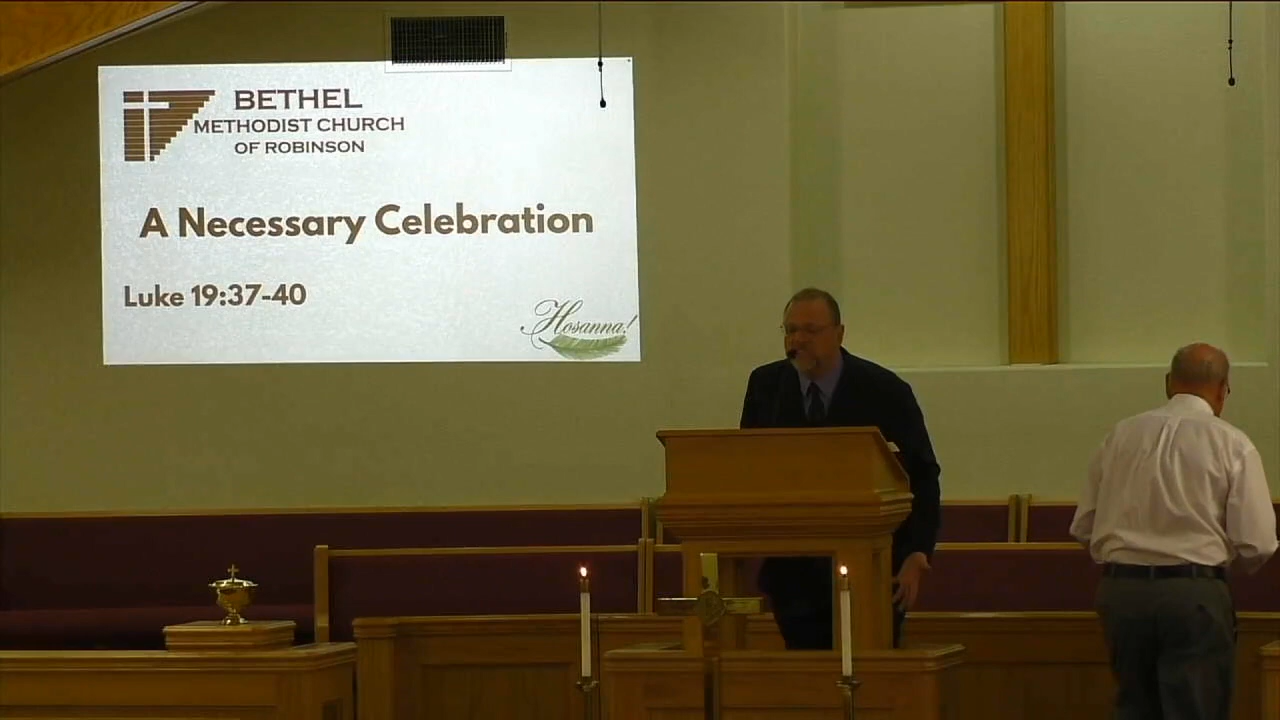 BETHEL
METHODIST CHURCH
OF ROBINSON
A Necessary Celebration
Luke 19:37-40
Hosanna!